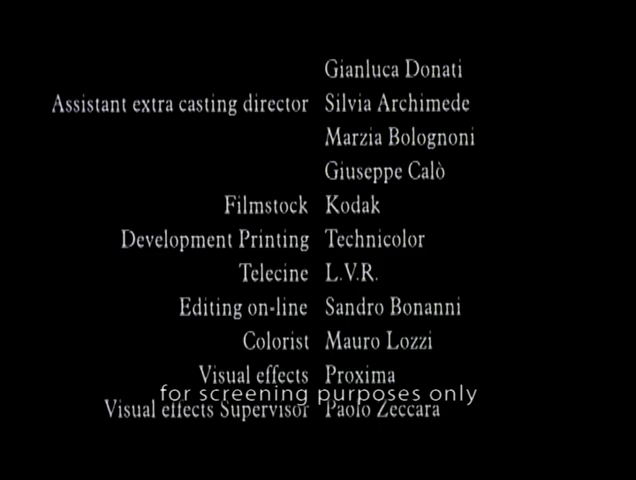 Gianluca Donati
Assistant extra casting director Silvia Archimede
Marzia Bolognoni
Giuseppe Calò
Filmstock Kodak
Development Printing Technicolor
Telecine L.V.R.
Editing on-line Sandro Bonanni
Colorist Mauro Lozzi
Visual effects Proxima
for screening purposes only
Visual effects Supervisor Paolo Zeccara